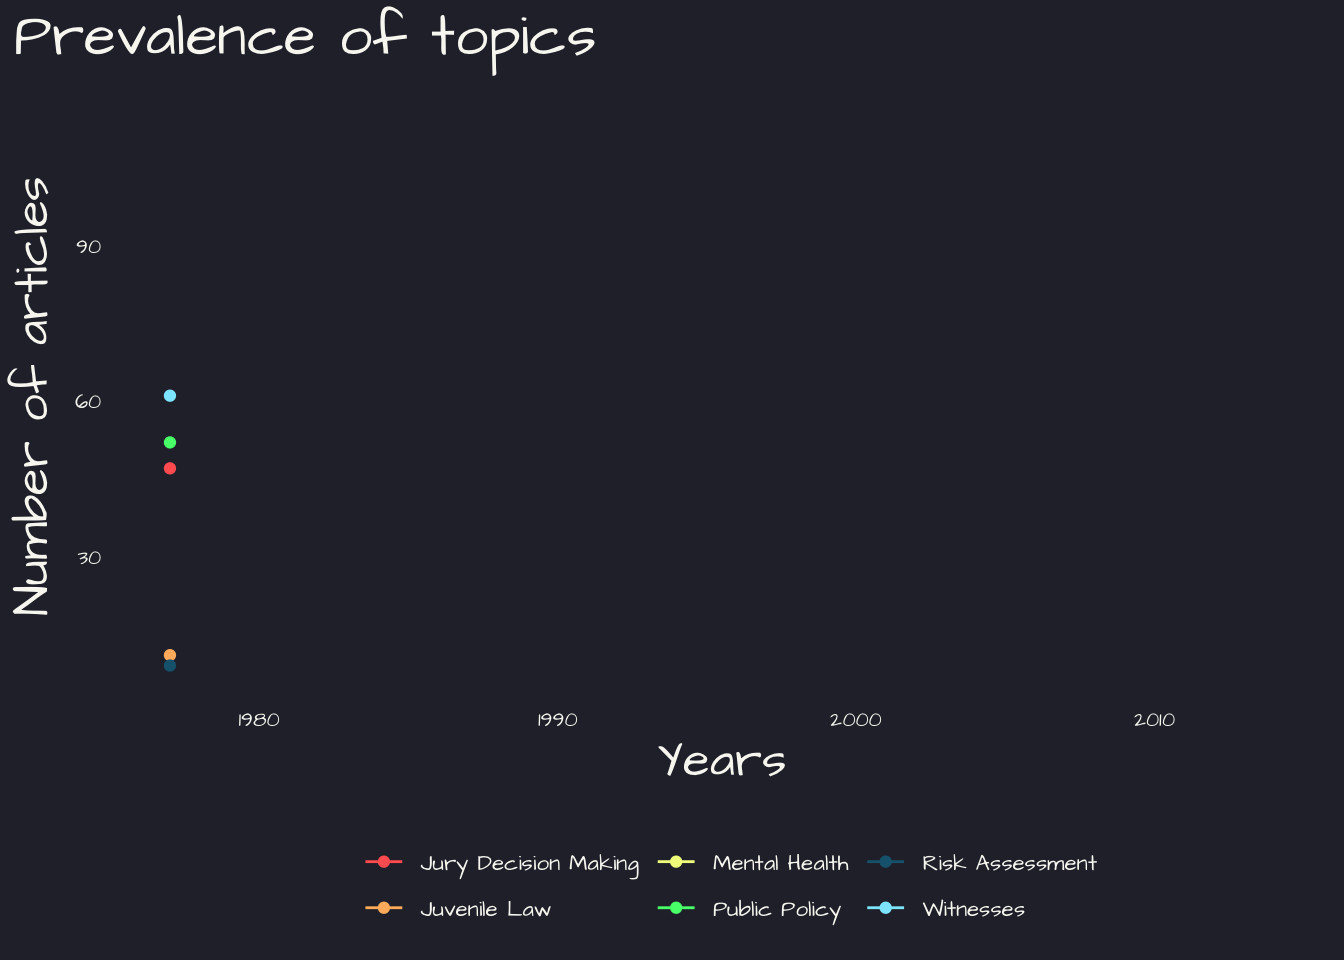 Prevalence of topics
Number of articles
90
60
30
1980 1990 2000 2010
Years
Jury Decision Making Mental Health Risk Assessment
Juvenile Law Public Policy Witnesses